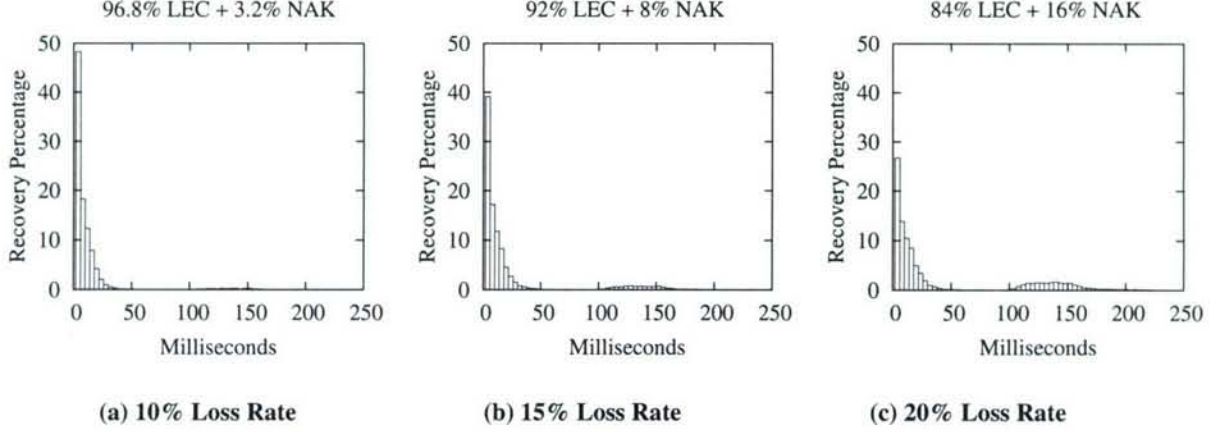 96.8% LEC + 3.2% NAK
50
40
30
20
10
0
Recovery Percentage
0 50 100 150 200 250
Milliseconds
(a) 10% Loss Rate
92% LEC + 8% NAK
50
40
30
20
10
0
Recovery Percentage
0 50 100 150 200 250
Milliseconds
(b) 15% Loss Rate
84% LEC + 16% NAK
50
40
30
20
10
0
Recovery Percentage
0 50 100 150 200 250
Milliseconds
(c) 20% Loss Rate